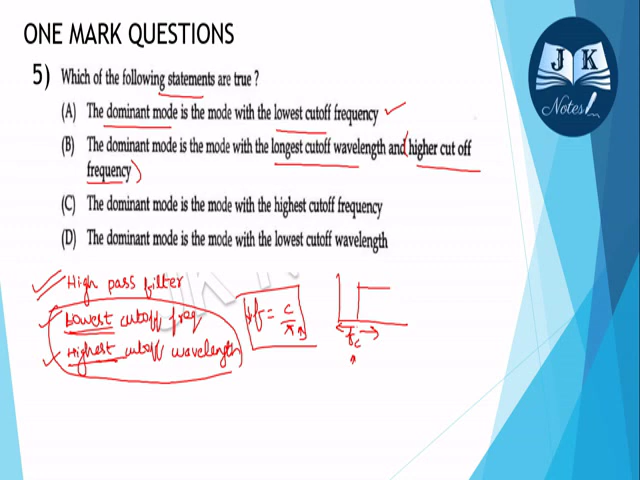 ONE MARK QUESTIONS
5) Which of the following statements are true ?
(A) The dominant mode is the mode with the lowest cutoff frequency
(B) The dominant mode is the mode with the longest cutoff wavelength and (higher cut off
frequency)
(C) The dominant mode is the mode with the highest cutoff frequency
(D) The dominant mode is the mode with the lowest cutoff wavelength
High pass filter
Lowest cutoff freq
Highest cutoff wavelength
f = c/λ
fc
J K
Notes
JK